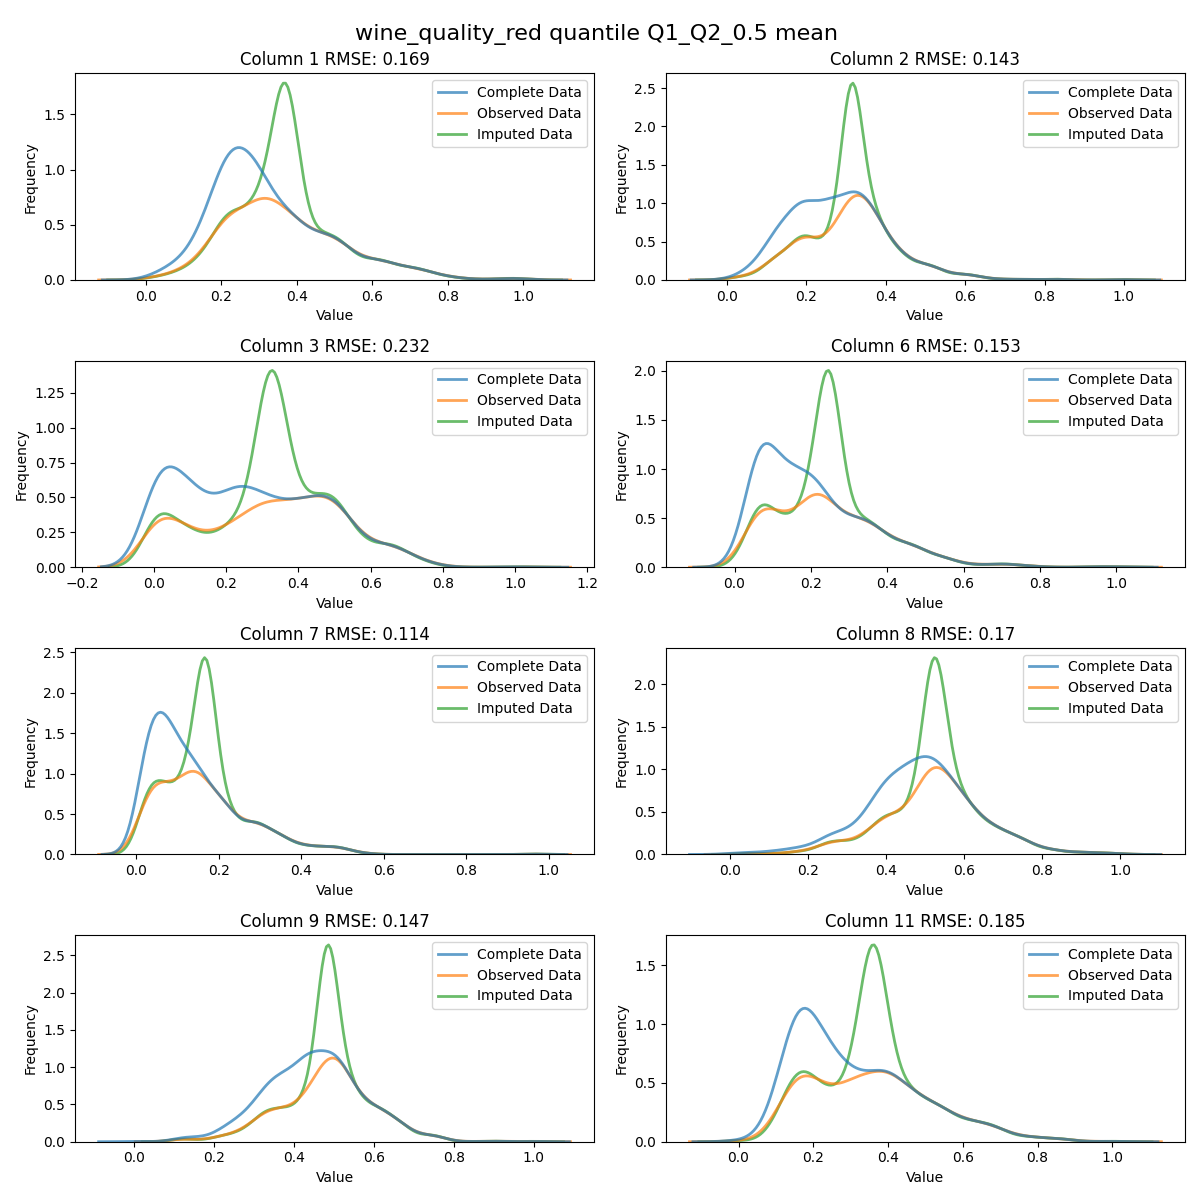 wine_quality_red quantile Q1_Q2_0.5 mean
Column 1 RMSE: 0.169
Frequency
1.5
1.0
0.5
0.0
Complete Data
Observed Data
Imputed Data
0.0 0.2 0.4 0.6 0.8 1.0
Value
Column 2 RMSE: 0.143
Frequency
2.5
2.0
1.5
1.0
0.5
0.0
Complete Data
Observed Data
Imputed Data
0.0 0.2 0.4 0.6 0.8 1.0
Value
Column 3 RMSE: 0.232
Frequency
1.25
1.00
0.75
0.50
0.25
0.00
Complete Data
Observed Data
Imputed Data
−0.2 0.0 0.2 0.4 0.6 0.8 1.0 1.2
Value
Column 6 RMSE: 0.153
Frequency
2.0
1.5
1.0
0.5
0.0
Complete Data
Observed Data
Imputed Data
0.0 0.2 0.4 0.6 0.8 1.0
Value
Column 7 RMSE: 0.114
Frequency
2.5
2.0
1.5
1.0
0.5
0.0
Complete Data
Observed Data
Imputed Data
0.0 0.2 0.4 0.6 0.8 1.0
Value
Column 8 RMSE: 0.17
Frequency
2.0
1.5
1.0
0.5
0.0
Complete Data
Observed Data
Imputed Data
0.0 0.2 0.4 0.6 0.8 1.0
Value
Column 9 RMSE: 0.147
Frequency
2.5
2.0
1.5
1.0
0.5
0.0
Complete Data
Observed Data
Imputed Data
0.0 0.2 0.4 0.6 0.8 1.0
Value
Column 11 RMSE: 0.185
Frequency
1.5
1.0
0.5
0.0
Complete Data
Observed Data
Imputed Data
0.0 0.2 0.4 0.6 0.8 1.0
Value